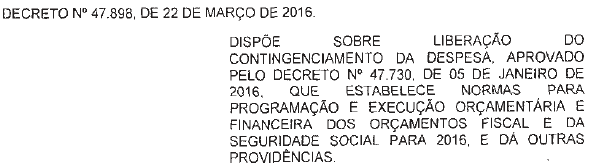 DECRETO Nº 47.898, DE 22 DE MARÇO DE 2016.
DISPÕE SOBRE LIBERAÇÃO DO
CONTINGENCIAMENTO DA DESPESA, APROVADO
PELO DECRETO Nº 47.730, DE 05 DE JANEIRO DE
2016, QUE ESTABELECE NORMAS PARA
PROGRAMAÇÃO E EXECUÇÃO ORÇAMENTÁRIA E
FINANCEIRA DOS ORÇAMENTOS FISCAL E DA
SEGURIDADE SOCIAL PARA 2016, E DÁ OUTRAS
PROVIDÊNCIAS.